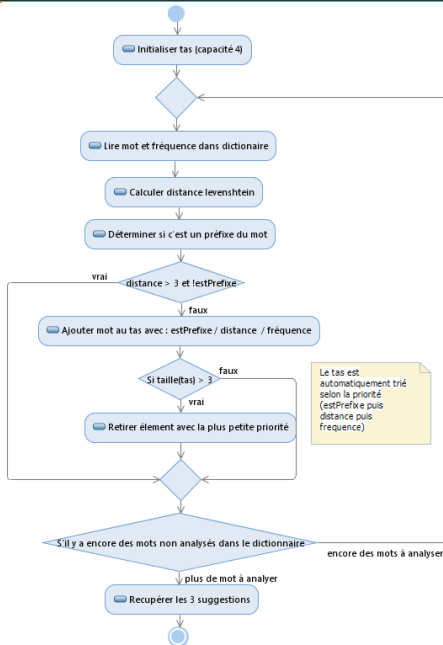 Initialiser tas (capacité 4)
Lire mot et fréquence dans dictionaire
Calculer distance levenshtein
Déterminer si c'est un préfixe du mot
vrai
distance > 3 et !estPrefixe
faux
Ajouter mot au tas avec : estPrefixe / distance / fréquence
Si taille(tas) > 3
faux
vrai
Le tas est
automatiquement trié
selon la priorité
(estPrefixe puis
distance puis
frequence)
Retirer élement avec la plus petite priorité
S'il y a encore des mots non analysés dans le dictionnaire
encore des mots à analyser
plus de mot à analyer
Recupérer les 3 suggestions